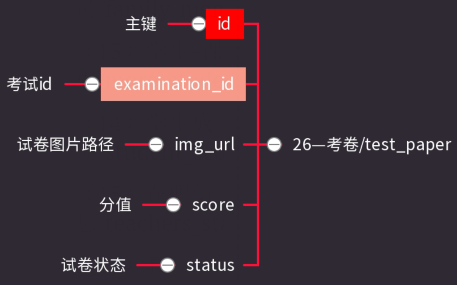 主键 id
考试id examination_id
试卷图片路径 img_url 26—考卷/test_paper
分值 score
试卷状态 status